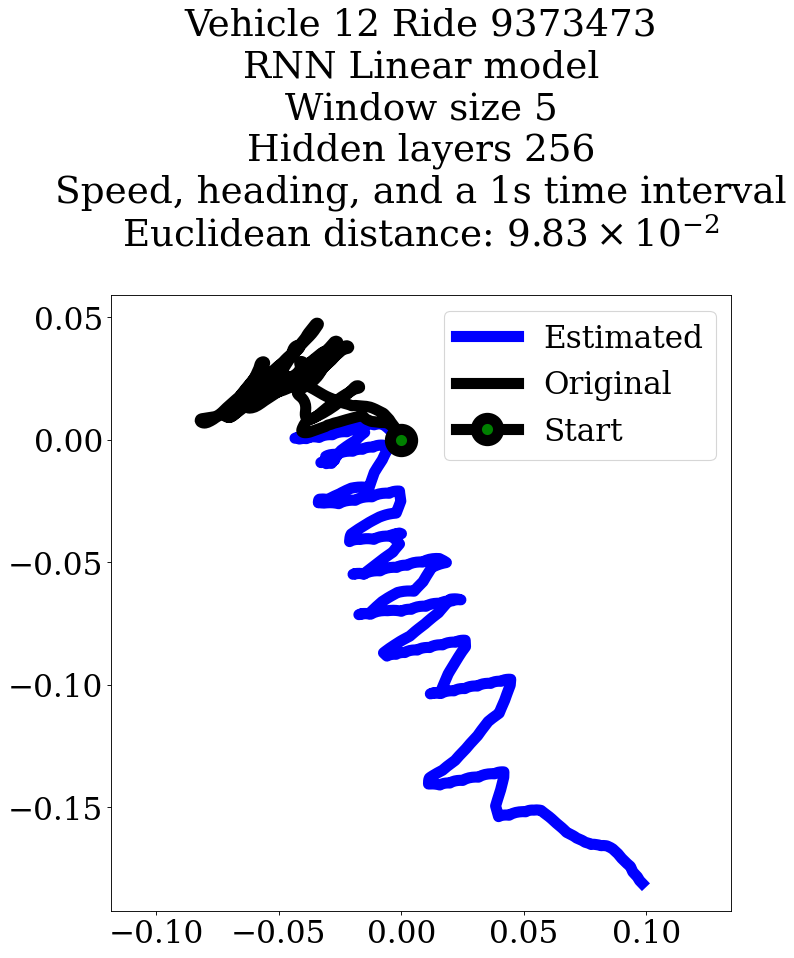 Vehicle 12 Ride 9373473
RNN Linear model
Window size 5
Hidden layers 256
Speed, heading, and a 1s time interval
Euclidean distance: 9.83 × 10⁻²
Estimated
Original
Start
0.05
0.00
−0.05
−0.10
−0.15
−0.10 −0.05 0.00 0.05 0.10